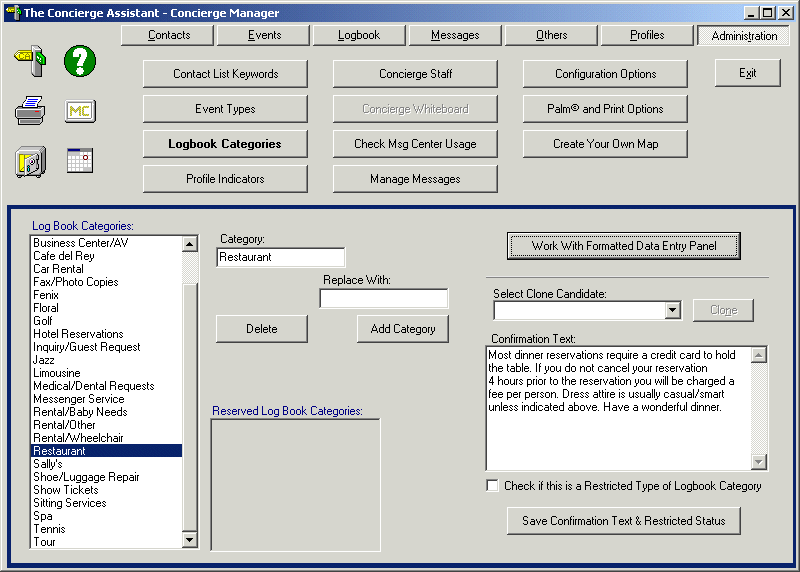 The Concierge Assistant - Concierge Manager
Contacts
Events
Logbook
Messages
Others
Profiles
Administration
CA
?
MC
Contact List Keywords
Concierge Staff
Configuration Options
Exit
Event Types
Concierge Whiteboard
Palm© and Print Options
Logbook Categories
Check Msg Center Usage
Create Your Own Map
Profile Indicators
Manage Messages
Log Book Categories:
Business Center/AV
Cafe del Rey
Car Rental
Fax/Photo Copies
Fenix
Floral
Golf
Hotel Reservations
Inquiry/Guest Request
Jazz
Limousine
Medical/Dental Requests
Messenger Service
Rental/Baby Needs
Rental/Other
Rental/Wheelchair
Restaurant
Sally's
Shoe/Luggage Repair
Show Tickets
Sitting Services
Spa
Tennis
Tour
Category:
Restaurant
Replace With:
Delete
Add Category
Reserved Log Book Categories:
Work With Formatted Data Entry Panel
Select Clone Candidate:
Clone
Confirmation Text:
Most dinner reservations require a credit card to hold
the table. If you do not cancel your reservation
4 hours prior to the reservation you will be charged a
fee per person. Dress attire is usually casual/smart
unless indicated above. Have a wonderful dinner.
Check if this is a Restricted Type of Logbook Category
Save Confirmation Text & Restricted Status